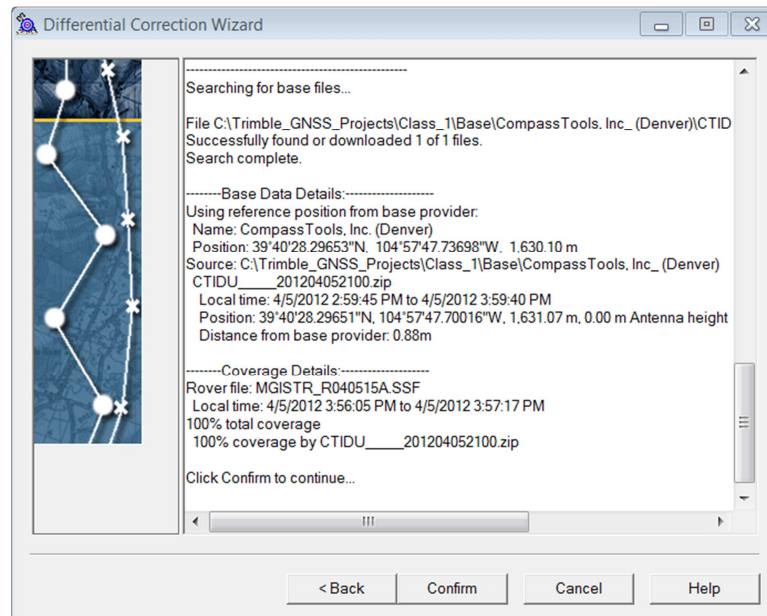 Differential Correction Wizard
------------------------------------------------
Searching for base files...
File C:\Trimble_GNSS_Projects\Class_1\Base\CompassTools, Inc_ (Denver)\CTID
Successfully found or downloaded 1 of 1 files.
Search complete.
--------Base Data Details:--------------------
Using reference position from base provider:
Name: CompassTools, Inc. (Denver)
Position: 39°40'28.29653"N, 104°57'47.73698"W, 1,630.10 m
Source: C:\Trimble_GNSS_Projects\Class_1\Base\CompassTools, Inc_ (Denver)
CTIDU_____201204052100.zip
Local time: 4/5/2012 2:59:45 PM to 4/5/2012 3:59:40 PM
Position: 39°40'28.29651"N, 104°57'47.70016"W, 1,631.07 m, 0.00 m Antenna height
Distance from base provider: 0.88m
--------Coverage Details:--------------------
Rover file: MGISTR_R040515A.SSF
Local time: 4/5/2012 3:56:05 PM to 4/5/2012 3:57:17 PM
100% total coverage
100% coverage by CTIDU_____201204052100.zip
Click Confirm to continue...
< Back Confirm Cancel Help